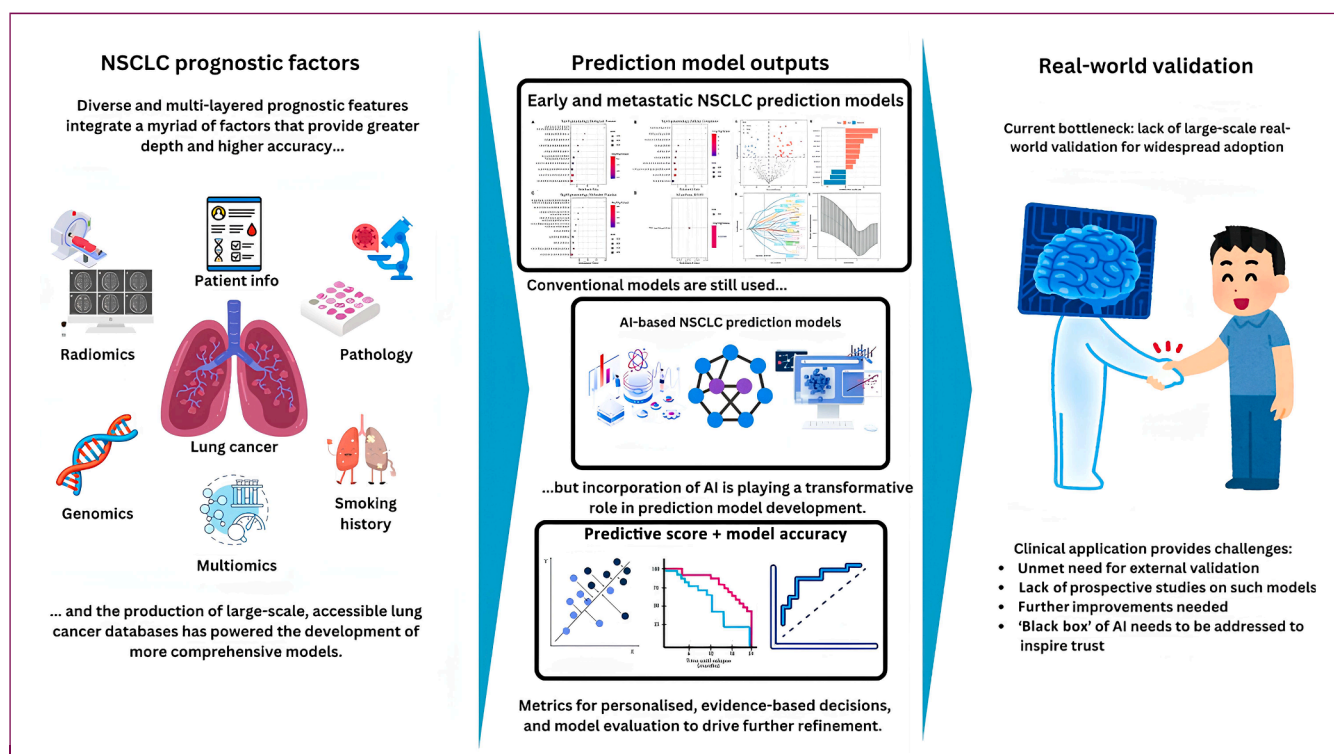 NSCLC prognostic factors
Diverse and multi-layered prognostic features
integrate a myriad of factors that provide greater
depth and higher accuracy...
Patient info
Radiomics
Pathology
Lung cancer
Genomics
Smoking
history
Multiomics
... and the production of large-scale, accessible lung
cancer databases has powered the development of
more comprehensive models.
Prediction model outputs
Early and metastatic NSCLC prediction models
Conventional models are still used...
AI-based NSCLC prediction models
...but incorporation of AI is playing a transformative
role in prediction model development.
Predictive score + model accuracy
Metrics for personalised, evidence-based decisions,
and model evaluation to drive further refinement.
Real-world validation
Current bottleneck: lack of large-scale real-
world validation for widespread adoption
Clinical application provides challenges:
• Unmet need for external validation
• Lack of prospective studies on such models
• Further improvements needed
• ‘Black box’ of AI needs to be addressed to
inspire trust